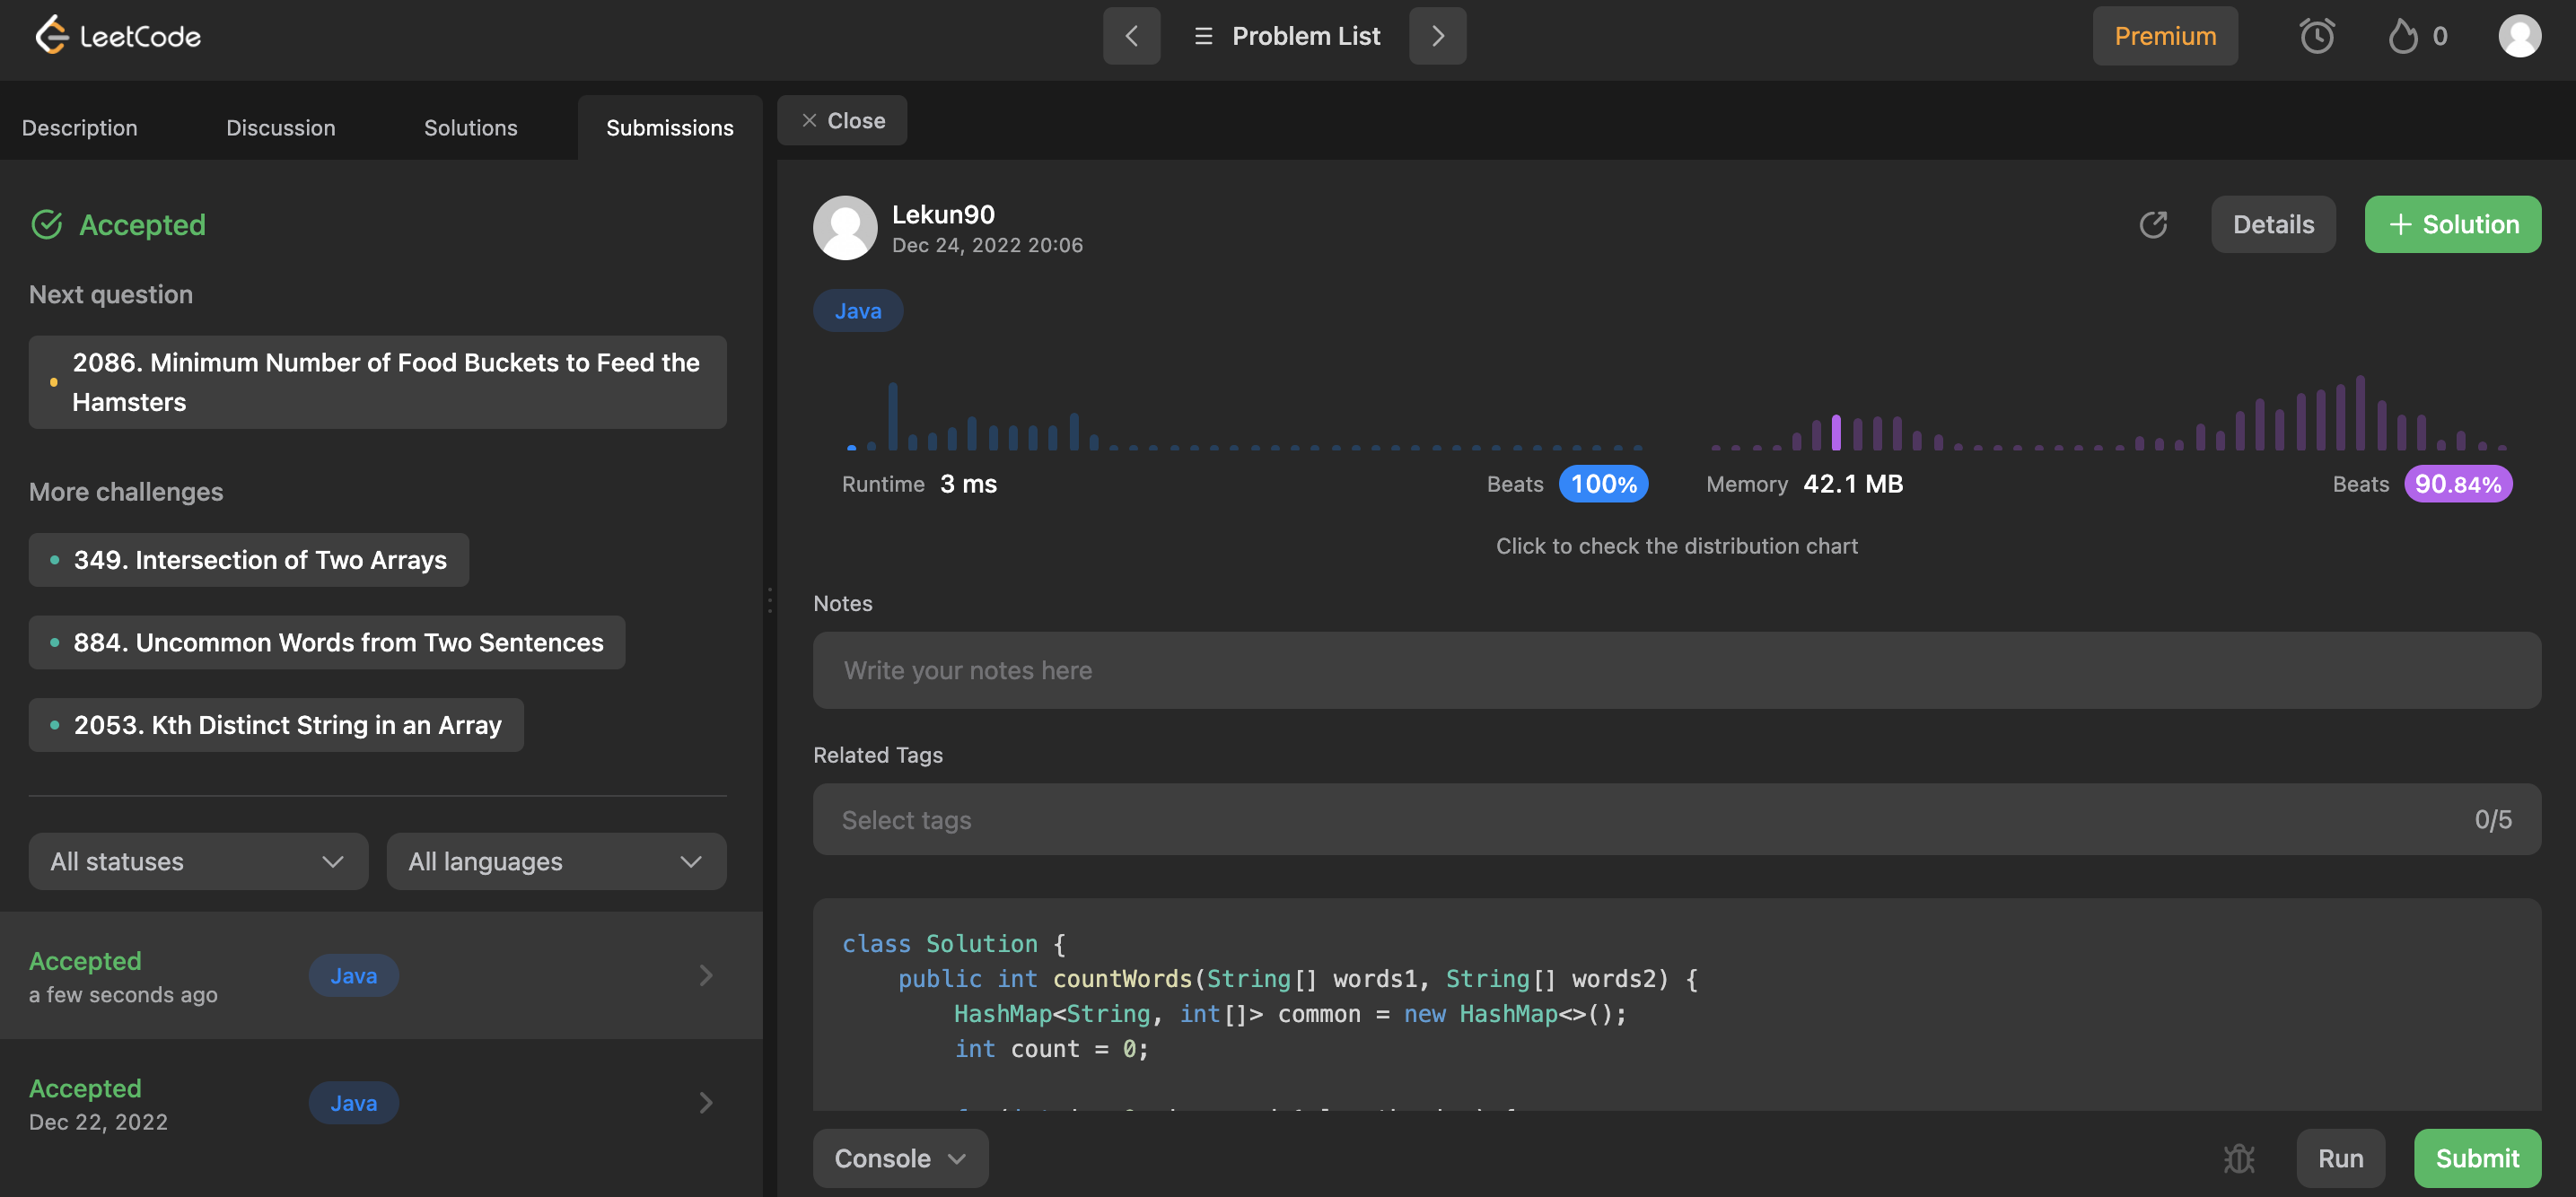 LeetCode
Problem List
Premium
0
Description
Discussion
Solutions
Submissions
Close
Accepted
Next question
2086. Minimum Number of Food Buckets to Feed the
Hamsters
More challenges
349. Intersection of Two Arrays
884. Uncommon Words from Two Sentences
2053. Kth Distinct String in an Array
All statuses
All languages
Accepted
a few seconds ago
Java
Accepted
Dec 22, 2022
Java
Lekun90
Dec 24, 2022 20:06
Details
+ Solution
Java
Runtime 3 ms
Beats 100%
Memory 42.1 MB
Beats 90.84%
Click to check the distribution chart
Notes
Write your notes here
Related Tags
Select tags
0/5
class Solution {
    public int countWords(String[] words1, String[] words2) {
        HashMap<String, int[]> common = new HashMap<>();
        int count = 0;
Console
Run
Submit